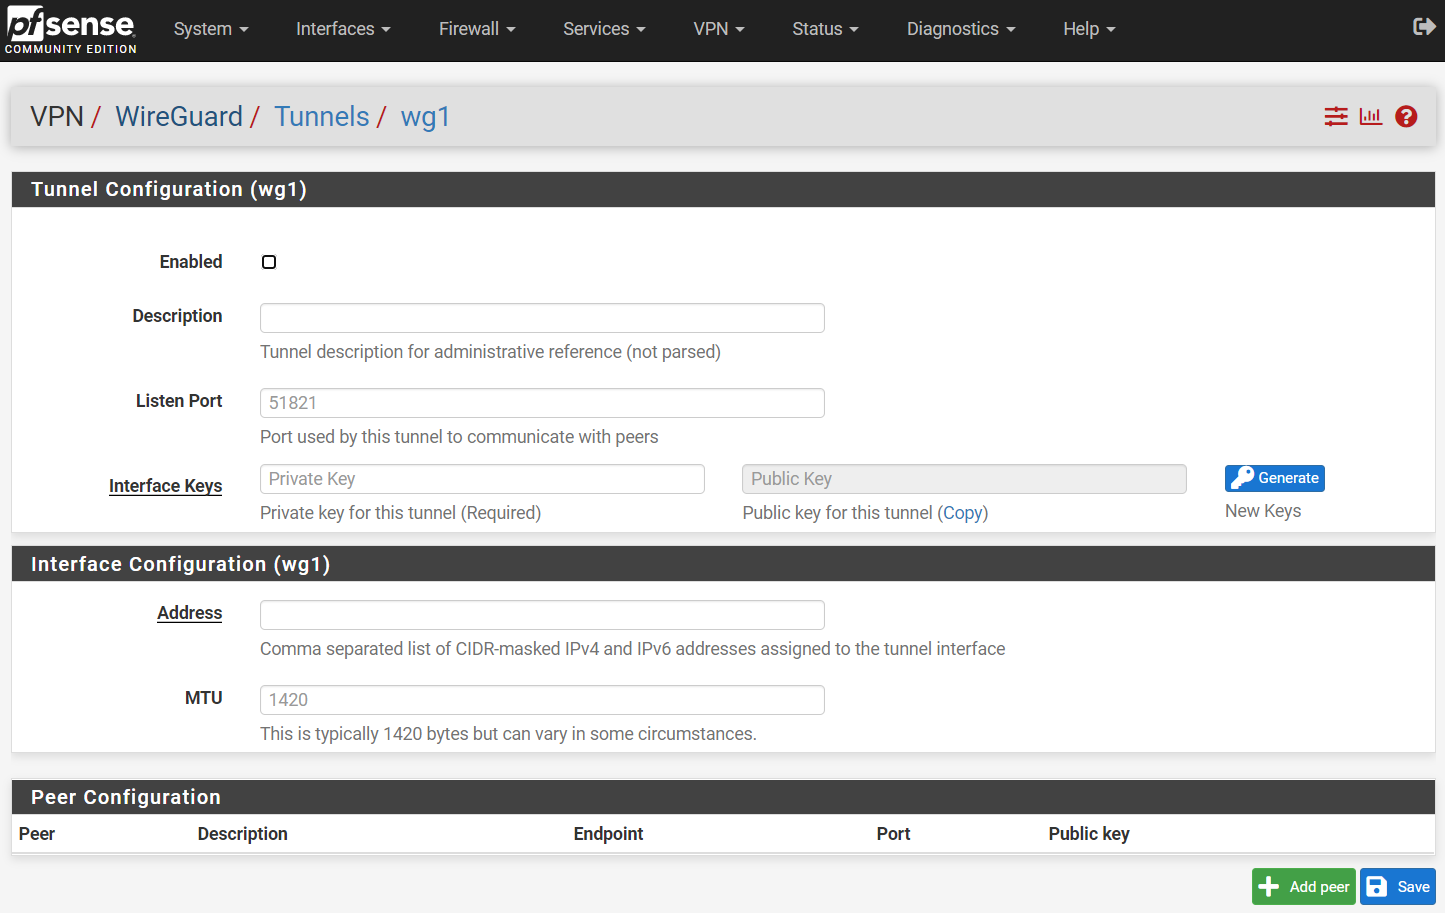 pfsense
COMMUNITY EDITION
System Interfaces Firewall Services VPN Status Diagnostics Help
VPN / WireGuard / Tunnels / wg1
?
Tunnel Configuration (wg1)
Enabled
Description
Tunnel description for administrative reference (not parsed)
Listen Port 51821
Port used by this tunnel to communicate with peers
Interface Keys Private Key Public Key Generate
Private key for this tunnel (Required) Public key for this tunnel (Copy) New Keys
Interface Configuration (wg1)
Address
Comma separated list of CIDR-masked IPv4 and IPv6 addresses assigned to the tunnel interface
MTU 1420
This is typically 1420 bytes but can vary in some circumstances.
Peer Configuration
Peer Description Endpoint Port Public key
Add peer Save